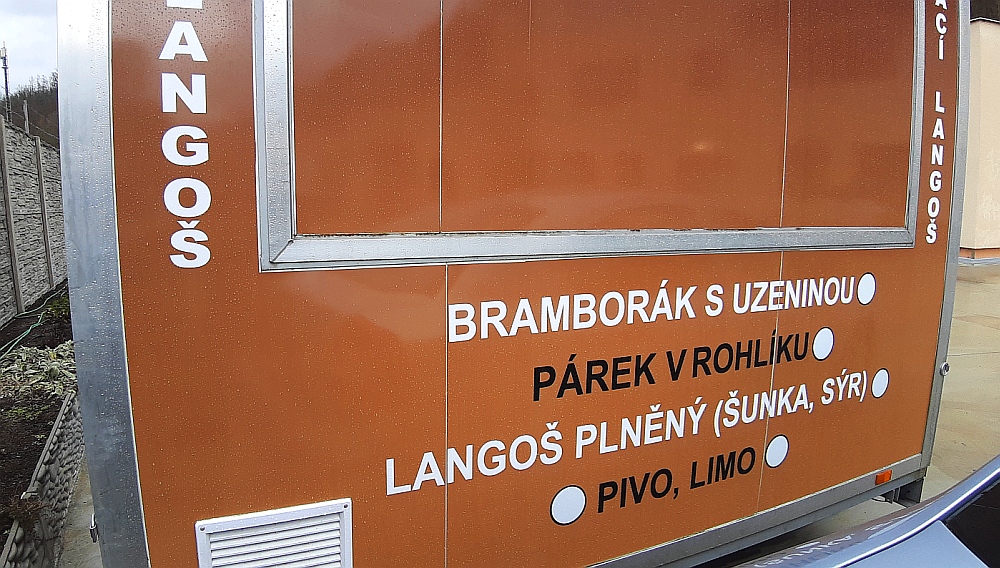 LANGOŠ
LANGOŠ
BRAMBORÁK S UZENINOU
PÁREK V ROHLÍKU
LANGOŠ PLNĚNÝ (ŠUNKA, SÝR)
PIVO, LIMO